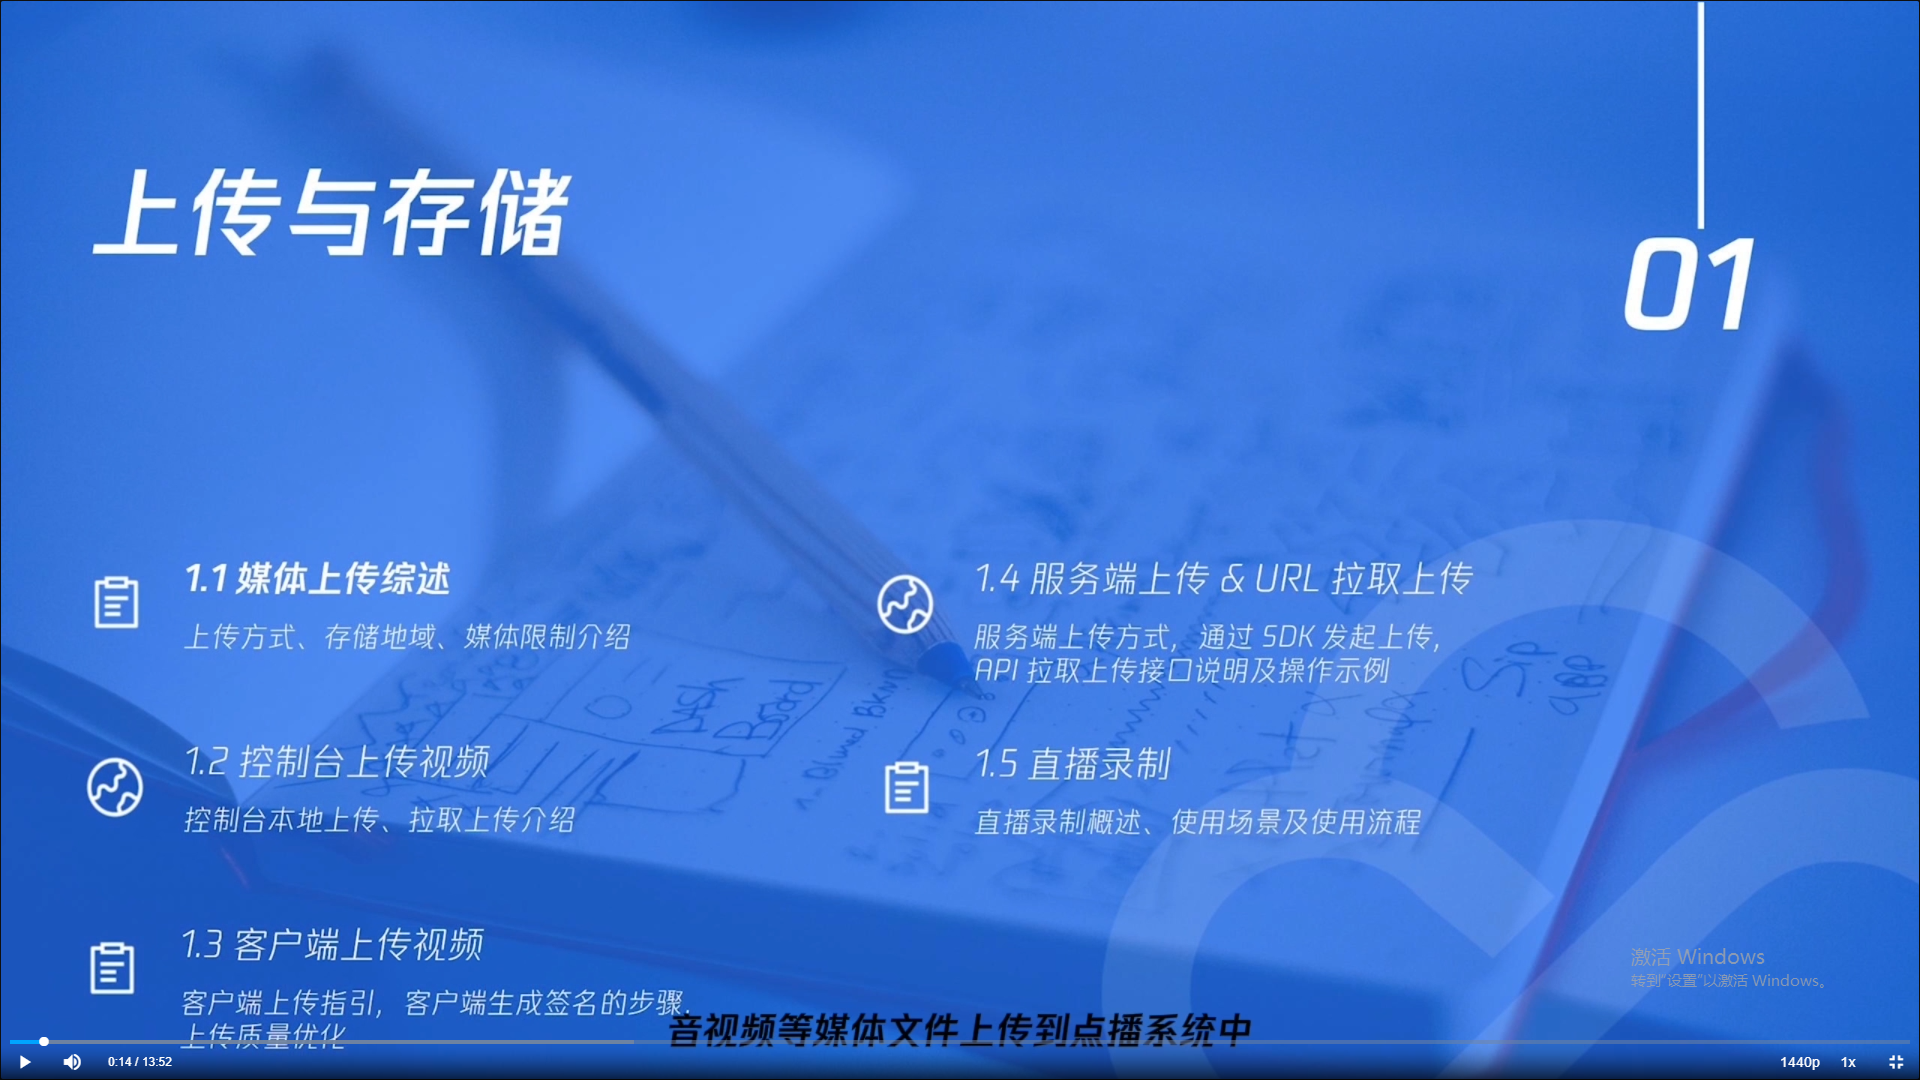 上传与存储
01
1.1 媒体上传综述
上传方式、存储地域、媒体限制介绍
1.2 控制台上传视频
控制台本地上传、拉取上传介绍
1.3 客户端上传视频
客户端上传指引，客户端生成签名的步骤.
上传质量优化
1.4 服务端上传 & URL 拉取上传
服务端上传方式，通过 SDK 发起上传，
API 拉取上传接口说明及操作示例
1.5 直播录制
直播录制概述、使用场景及使用流程
Dash
Board
激活 Windows
转到“设置”以激活 Windows。
音视频等媒体文件上传到点播系统中
0:14 / 13:52
1440p
1x